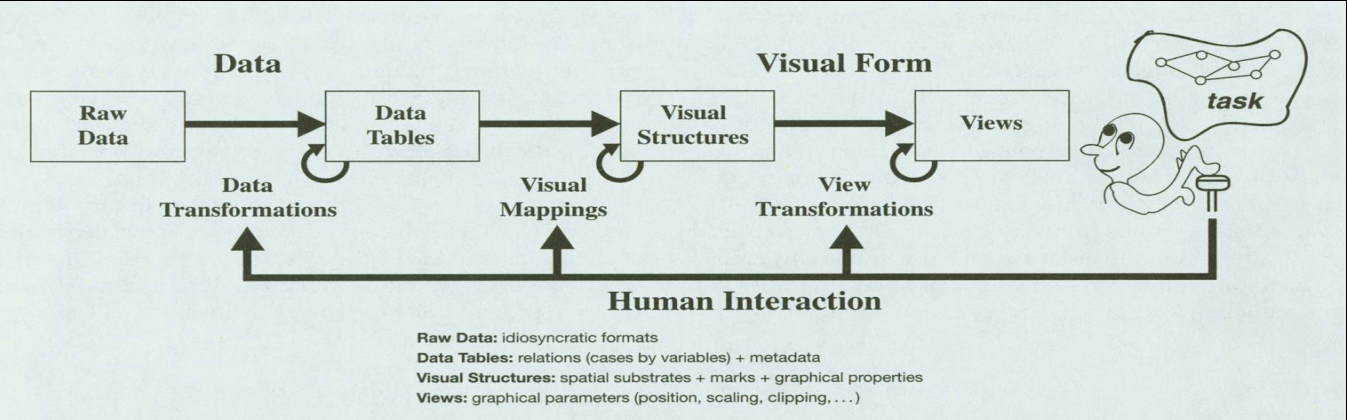 Data
Visual Form
Raw
Data
Data
Tables
Visual
Structures
Views
task
Data
Transformations
Visual
Mappings
View
Transformations
Human Interaction
Raw Data: idiosyncratic formats
Data Tables: relations (cases by variables) + metadata
Visual Structures: spatial substrates + marks + graphical properties
Views: graphical parameters (position, scaling, clipping, ...)